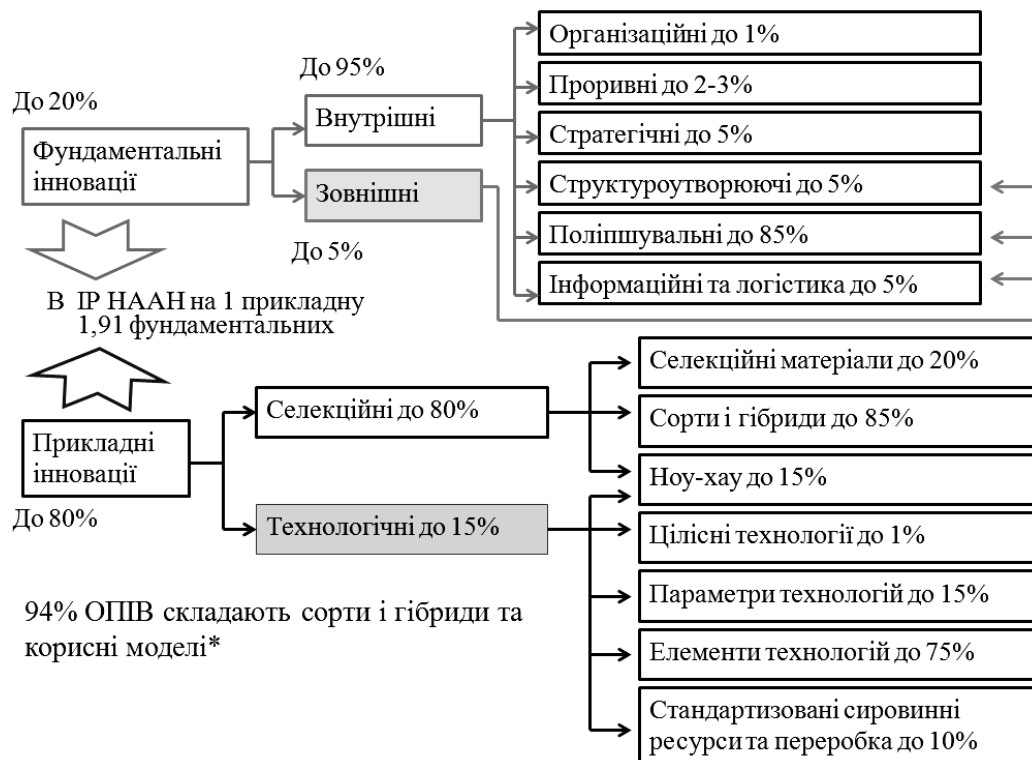 До 20%
Фундаментальні
інновації
До 95%
Внутрішні
Зовнішні
До 5%
Організаційні до 1%
Проривні до 2-3%
Стратегічні до 5%
Структуроутворюючі до 5%
Поліпшувальні до 85%
Інформаційні та логістика до 5%
В ІР НААН на 1 прикладну
1,91 фундаментальних
Прикладні
інновації
До 80%
Селекційні до 80%
Технологічні до 15%
Селекційні матеріали до 20%
Сорти і гібриди до 85%
Ноу-хау до 15%
Цілісні технології до 1%
Параметри технологій до 15%
Елементи технологій до 75%
Стандартизовані сировинні
ресурси та переробка до 10%
94% ОПІВ складають сорти і гібриди та
корисні моделі*